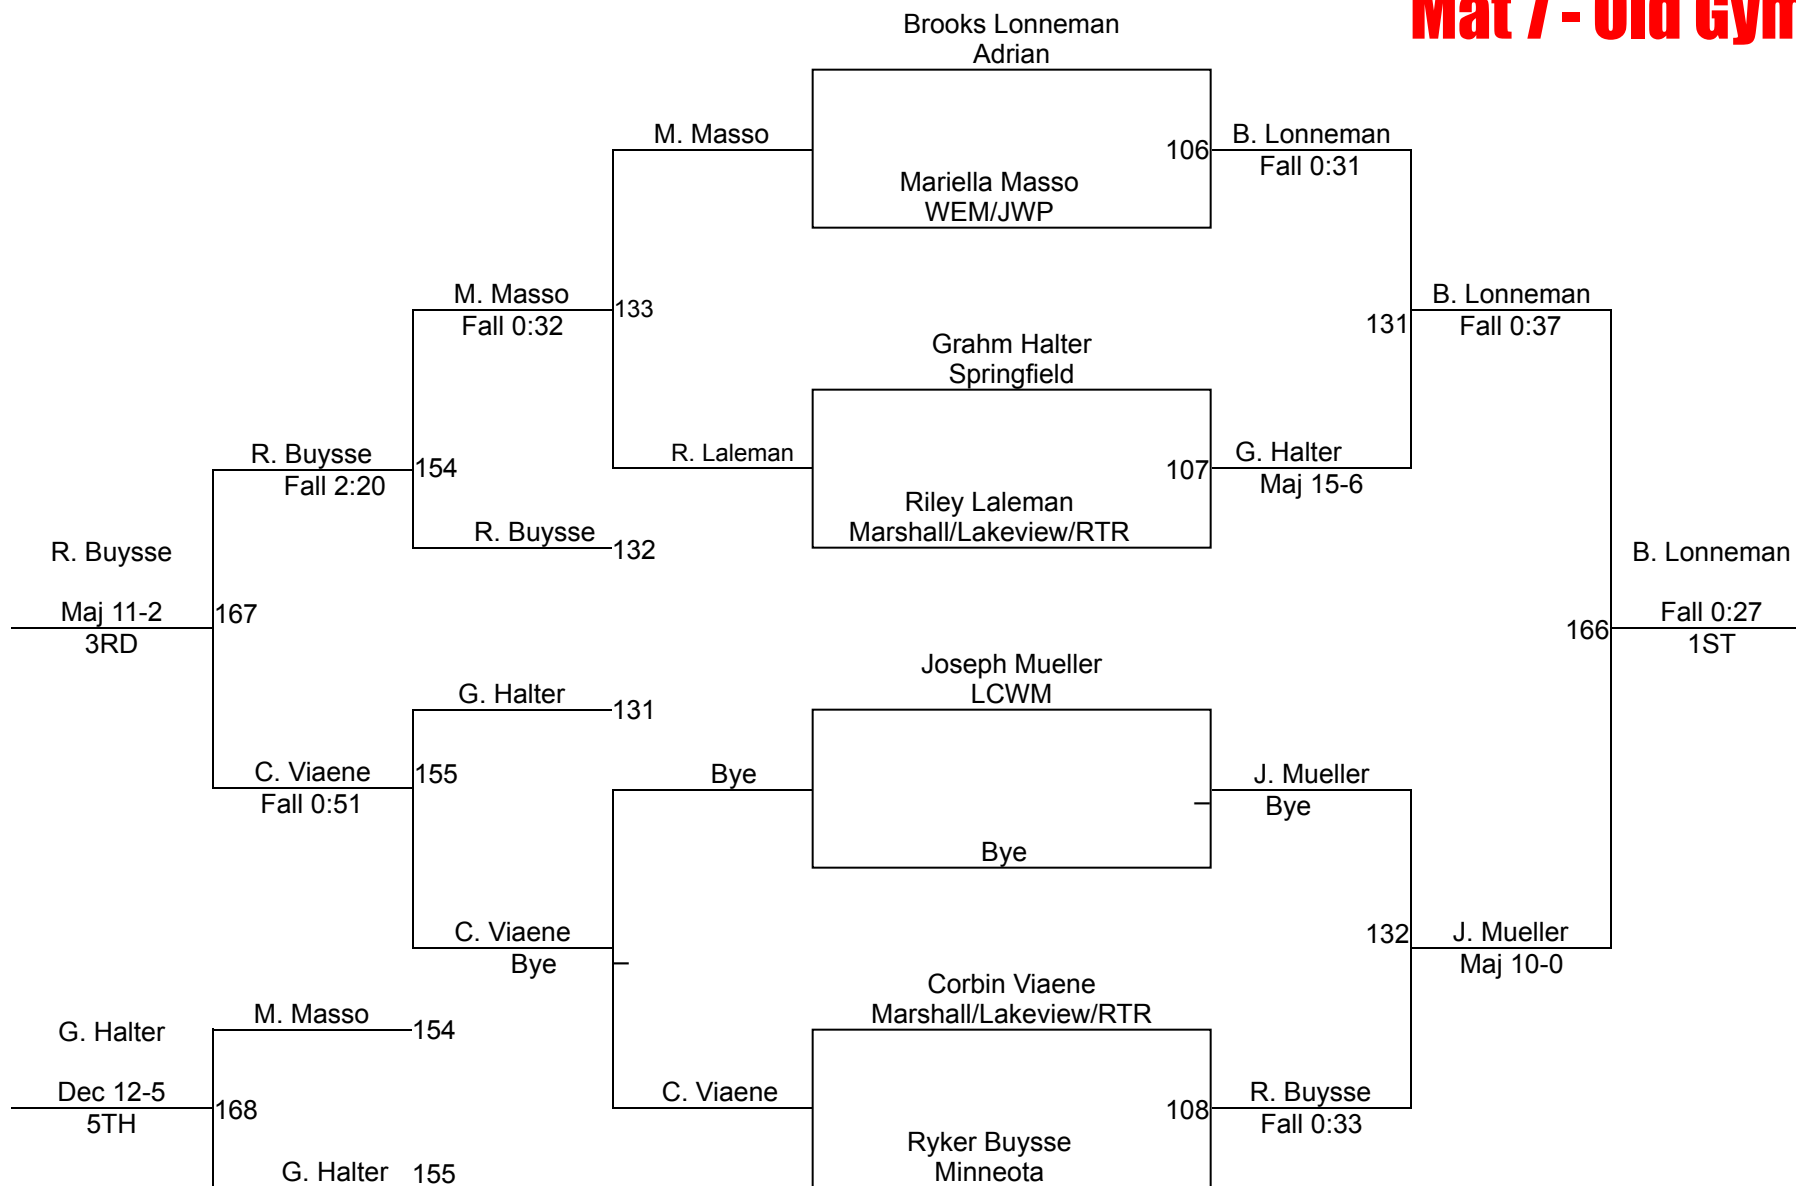 Mat 7 - Old Gym
Brooks Lonneman
Adrian
M. Masso
106
B. Lonneman
Fall 0:31
Mariella Masso
WEM/JWP
M. Masso
Fall 0:32
133
131
B. Lonneman
Fall 0:37
Grahm Halter
Springfield
R. Buysse
Fall 2:20
154
R. Laleman
107
G. Halter
Maj 15-6
Riley Laleman
Marshall/Lakeview/RTR
R. Buysse
132
R. Buysse
Maj 11-2
3RD
167
B. Lonneman
166
Fall 0:27
1ST
Joseph Mueller
LCWM
G. Halter
131
C. Viaene
Fall 0:51
155
Bye
J. Mueller
Bye
Bye
C. Viaene
Bye
132
J. Mueller
Maj 10-0
Corbin Viaene
Marshall/Lakeview/RTR
G. Halter
Dec 12-5
5TH
M. Masso
154
168
C. Viaene
108
R. Buysse
Fall 0:33
Ryker Buysse
Minneota
G. Halter
155